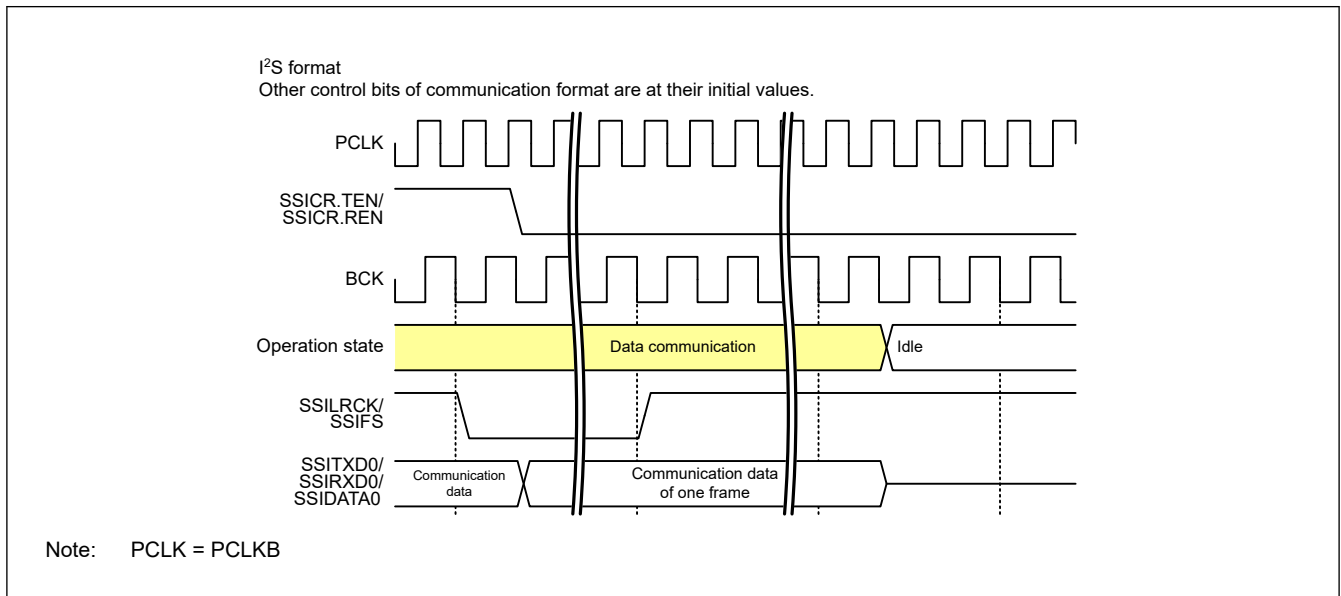 I²S format
Other control bits of communication format are at their initial values.
PCLK
SSICR.TEN/
SSICR.REN
BCK
Operation state
Data communication
Idle
SSILRCK/
SSIFS
SSITXD0/
SSIRXD0/
SSIDATA0
Communication
data
Communication data
of one frame
Note: PCLK = PCLKB